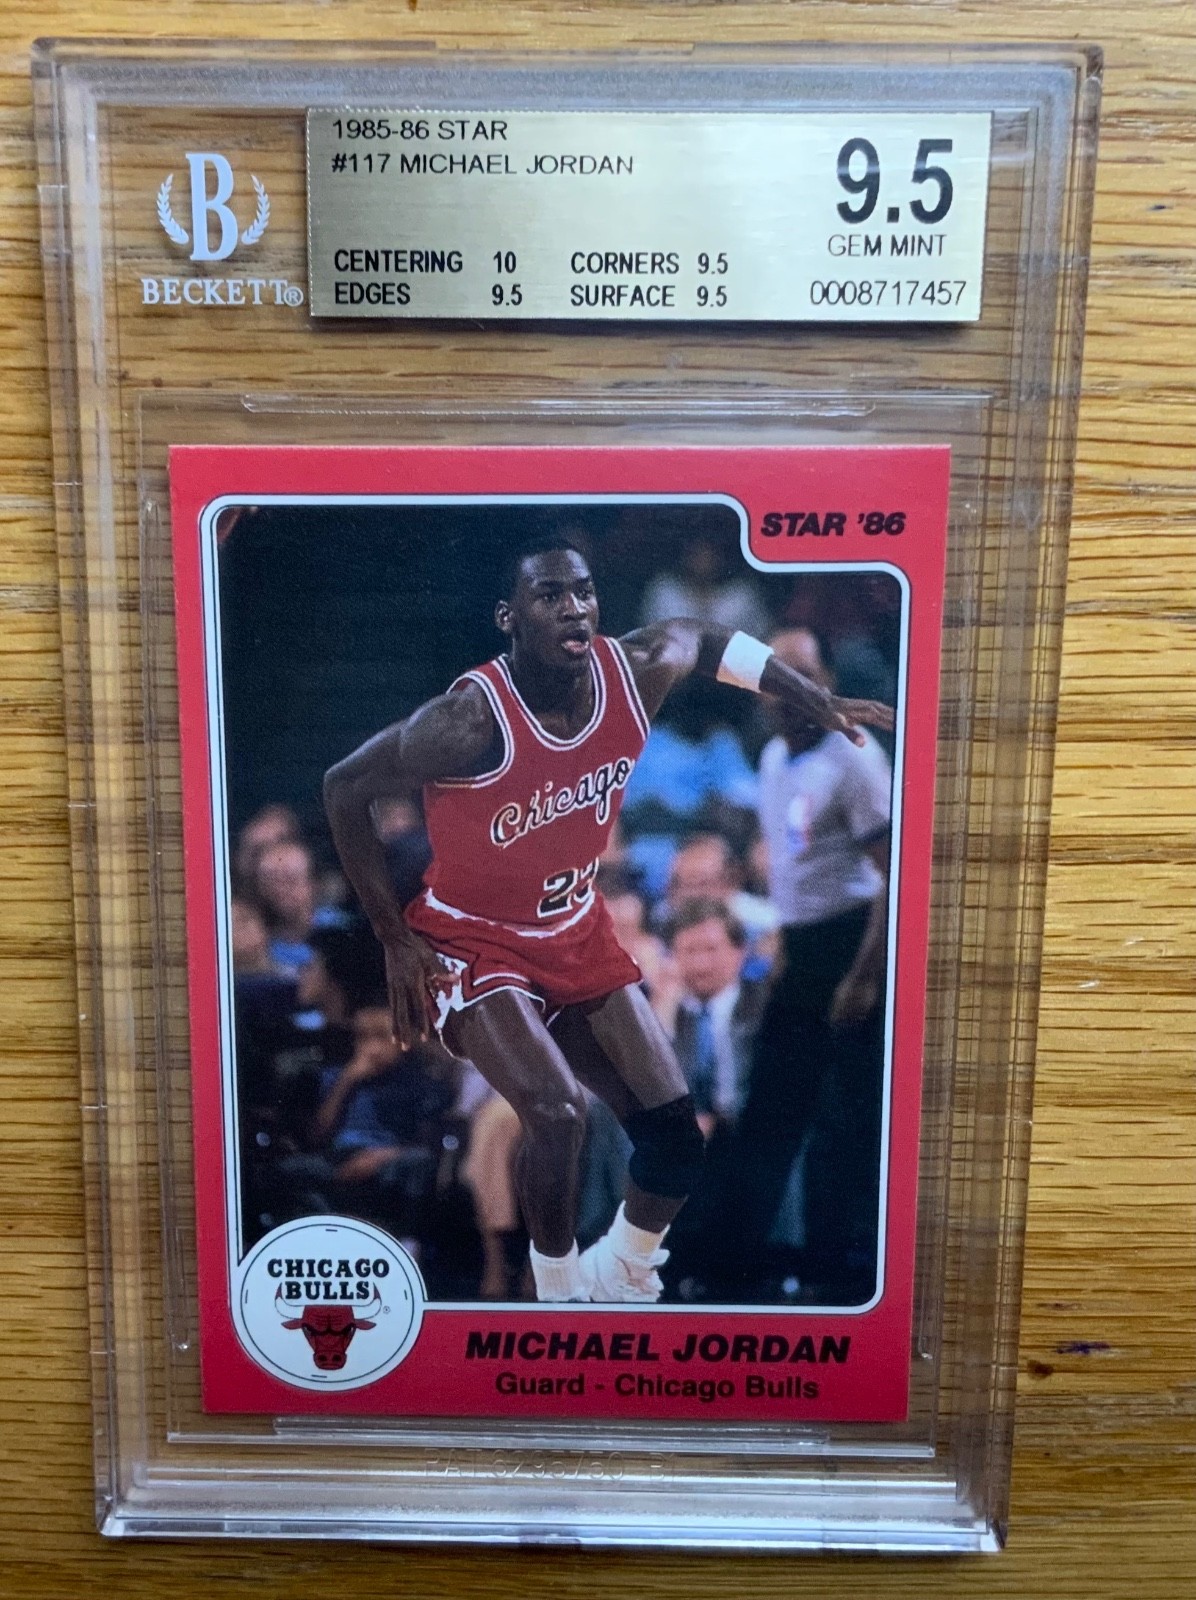 1985-86 STAR
#117 MICHAEL JORDAN
9.5
GEM MINT
CENTERING 10 CORNERS 9.5
EDGES 9.5 SURFACE 9.5
0008717457
B
BECKETT®
STAR '86
Chicago
CHICAGO
BULLS
®
MICHAEL JORDAN
Guard - Chicago Bulls